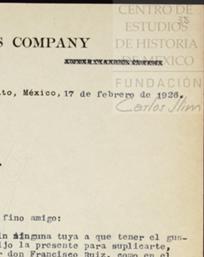 CENTRO DE
ESTUDIOS
S COMPANY DE HISTORIA
DE MÉXICO
to, México, 17 de febrero de 1926.
FUNDACIÓN
Carlos Slim
fino amigo:
in ninguna tuya a que tener el gus-
ijo la presente para suplicarte,
r don Francisco Ruiz, como en el